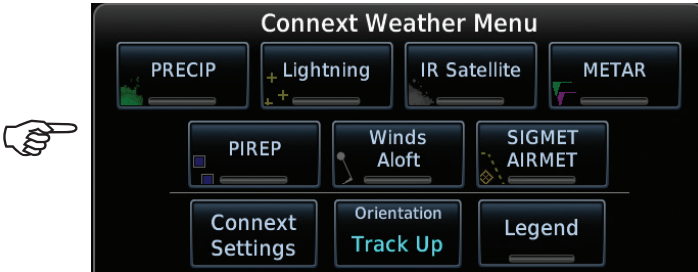 Connext Weather Menu
PRECIP
Lightning
IR Satellite
METAR
PIREP
Winds
Aloft
SIGMET
AIRMET
Connext
Settings
Orientation
Track Up
Legend